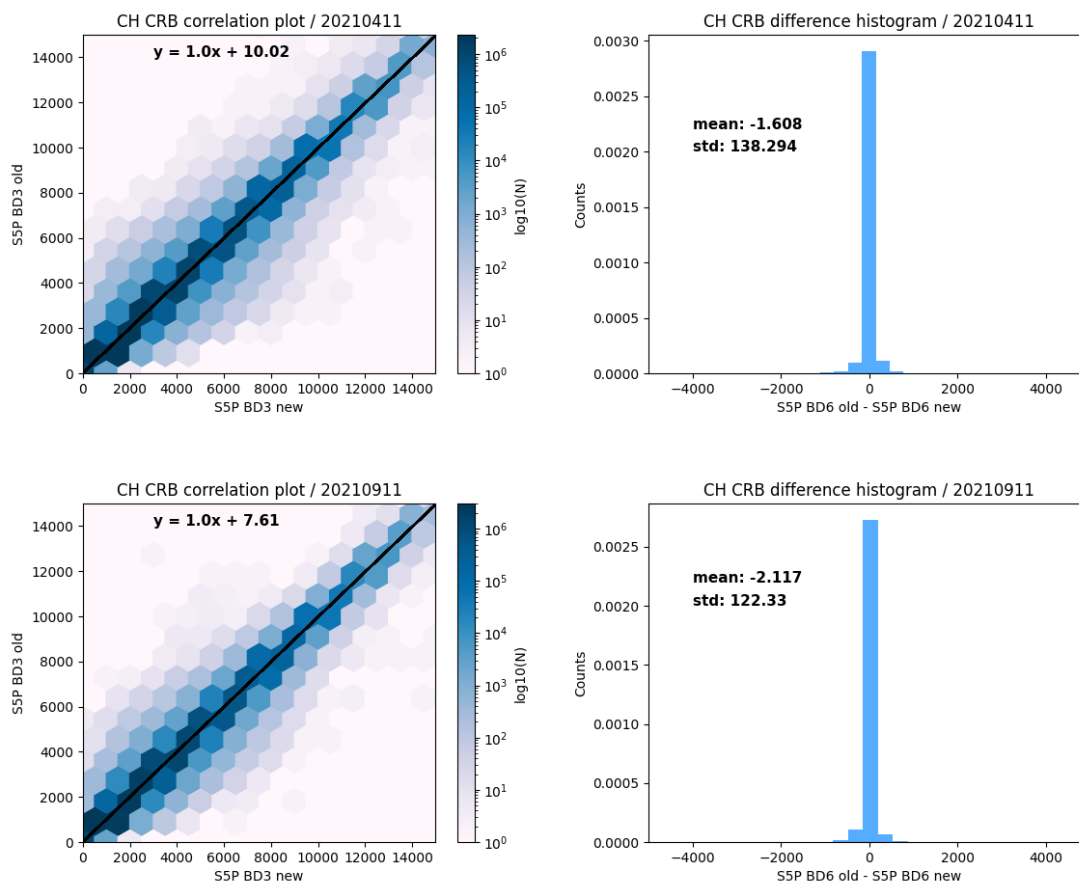 CH CRB correlation plot / 20210411
y = 1.0x + 10.02
14000
12000
10000
8000
6000
4000
2000
0
S5P BD3 old
0 2000 4000 6000 8000 10000 12000 14000
S5P BD3 new
10^6
10^5
10^4
10^3
10^2
10^1
10^0
log10(N)
CH CRB difference histogram / 20210411
mean: -1.608
std: 138.294
0.0030
0.0025
0.0020
0.0015
0.0010
0.0005
0.0000
Counts
−4000 −2000 0 2000 4000
S5P BD6 old - S5P BD6 new
CH CRB correlation plot / 20210911
y = 1.0x + 7.61
14000
12000
10000
8000
6000
4000
2000
0
S5P BD3 old
0 2000 4000 6000 8000 10000 12000 14000
S5P BD3 new
10^6
10^5
10^4
10^3
10^2
10^1
10^0
log10(N)
CH CRB difference histogram / 20210911
mean: -2.117
std: 122.33
0.0025
0.0020
0.0015
0.0010
0.0005
0.0000
Counts
−4000 −2000 0 2000 4000
S5P BD6 old - S5P BD6 new